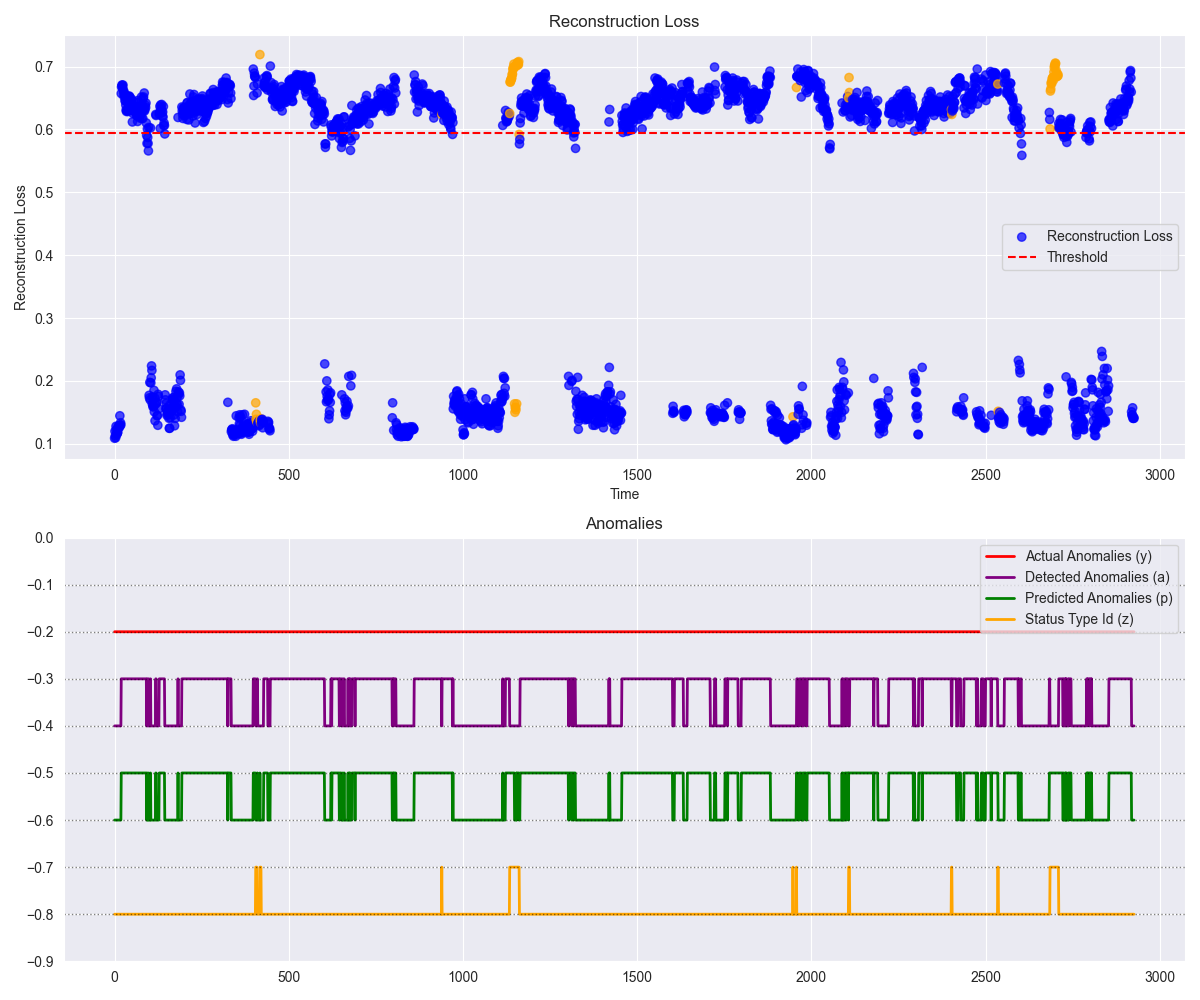 Reconstruction Loss
Reconstruction Loss
0.7
0.6
0.5
0.4
0.3
0.2
0.1
Reconstruction Loss
Threshold
0 500 1000 1500 2000 2500 3000
Time
Anomalies
0.0
−0.1
−0.2
−0.3
−0.4
−0.5
−0.6
−0.7
−0.8
−0.9
Actual Anomalies (y)
Detected Anomalies (a)
Predicted Anomalies (p)
Status Type Id (z)
0 500 1000 1500 2000 2500 3000